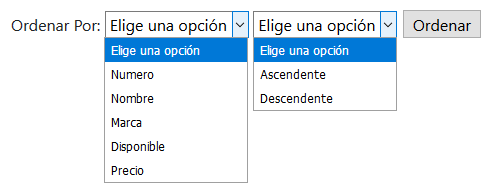 Ordenar Por: Elige una opción Elige una opción Ordenar
Elige una opción Elige una opción
Numero Ascendente
Nombre Descendente
Marca
Disponible
Precio